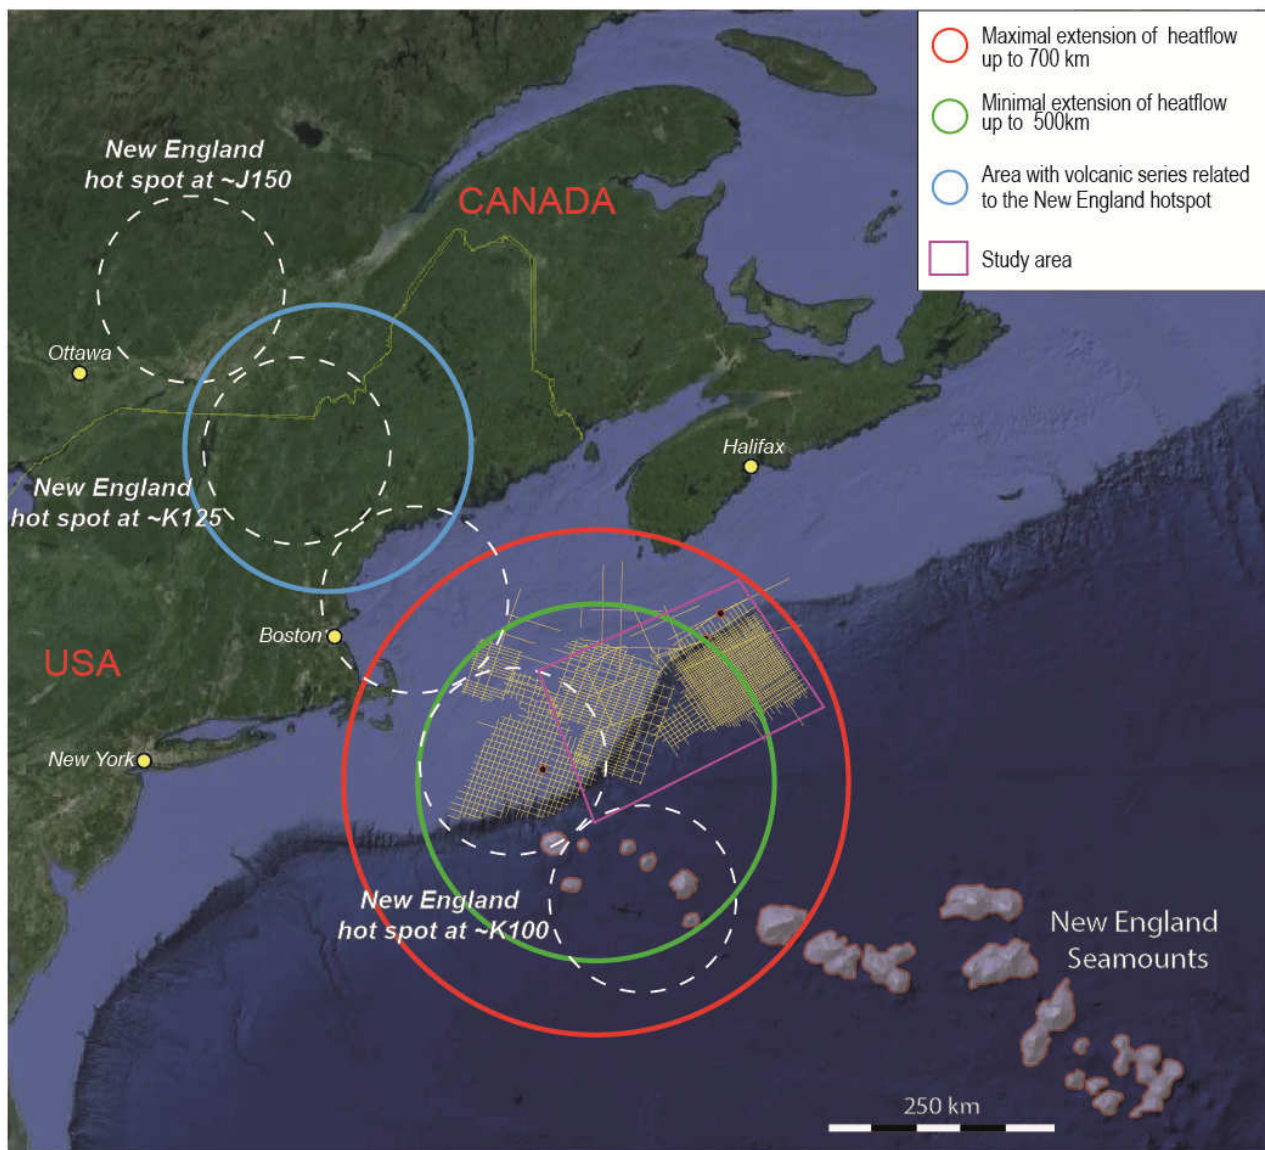 Maximal extension of heatflow
up to 700 km
Minimal extension of heatflow
up to 500km
Area with volcanic series related
to the New England hotspot
Study area
New England
hot spot at ~J150
CANADA
Ottawa
Halifax
New England
hot spot at ~K125
Boston
USA
New York
New England
hot spot at ~K100
New England
Seamounts
250 km